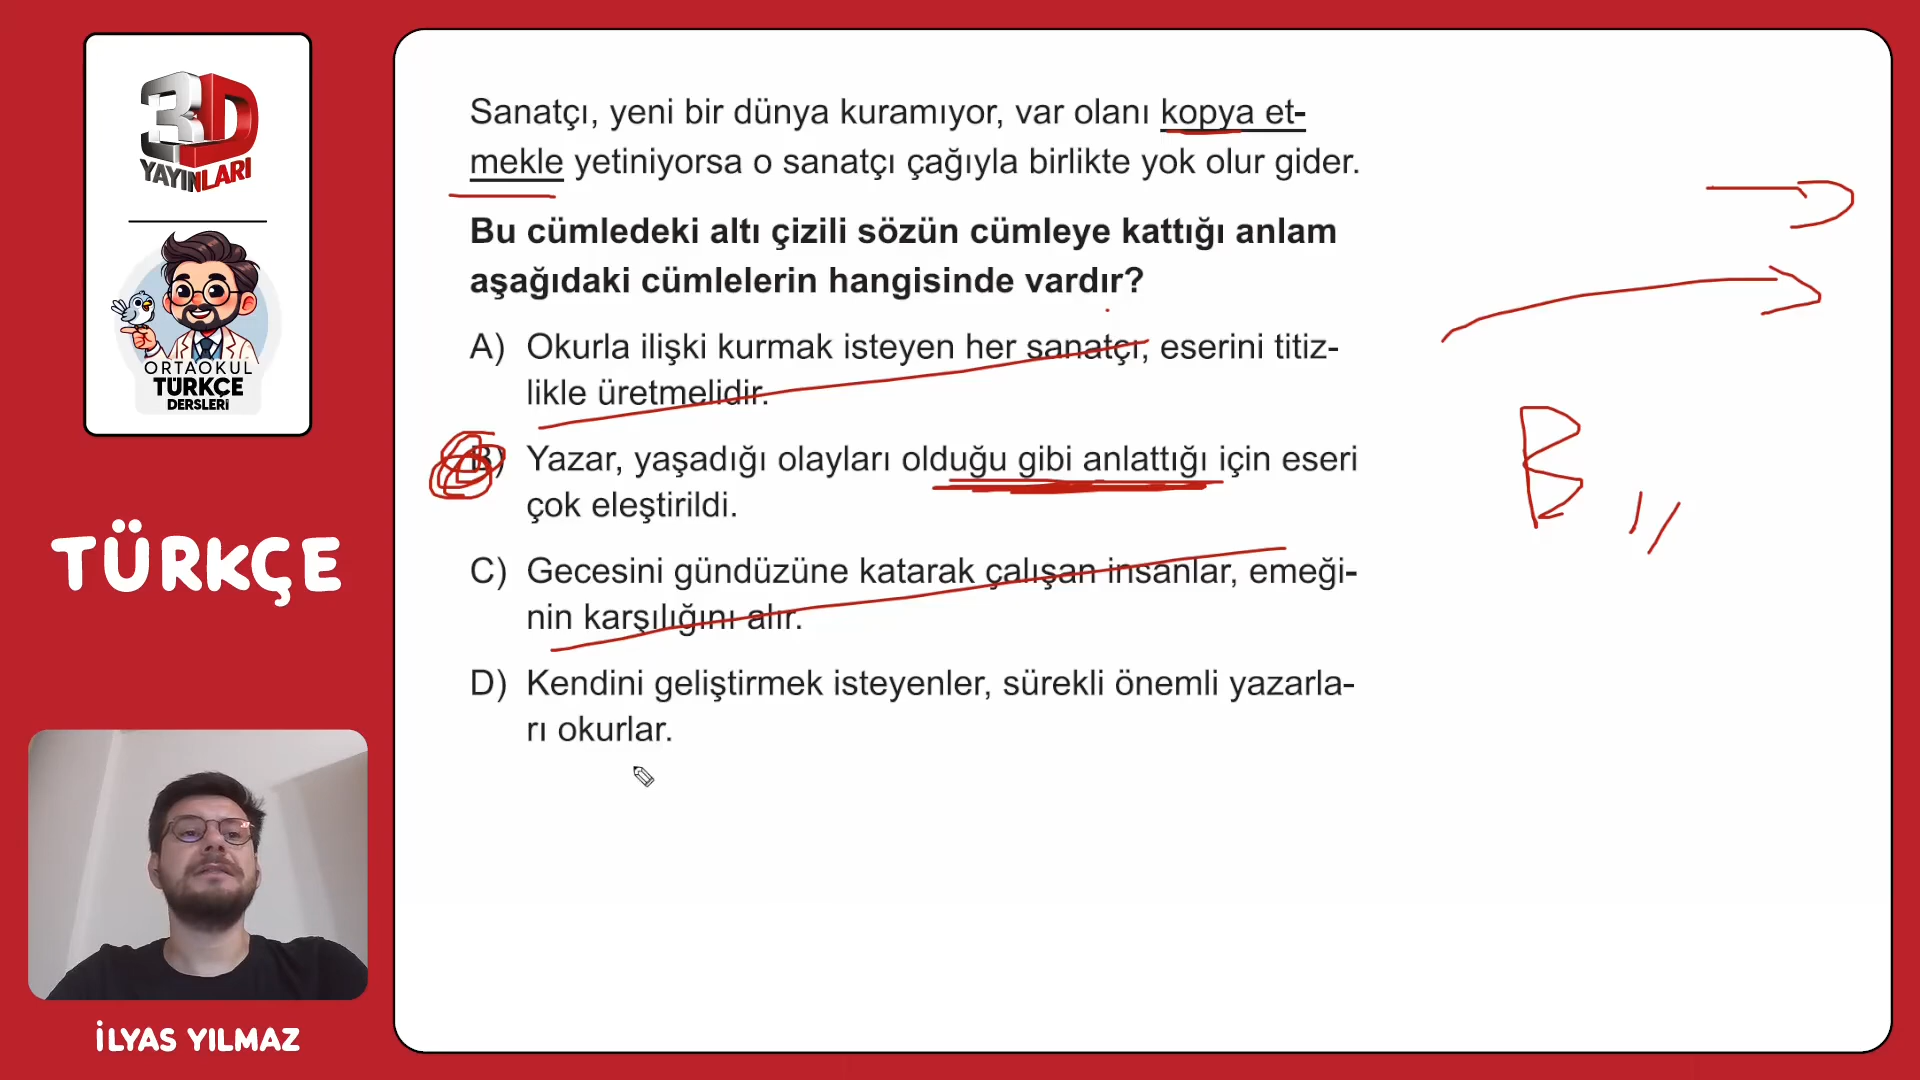 3D
YAYINLARI
ORTAOKUL
TÜRKÇE
DERSLERİ
TÜRKÇE
İLYAS YILMAZ
Sanatçı, yeni bir dünya kuramıyor, var olanı kopya et-
mekle yetiniyorsa o sanatçı çağıyla birlikte yok olur gider.
Bu cümledeki altı çizili sözün cümleye kattığı anlam
aşağıdaki cümlelerin hangisinde vardır?
A) Okurla ilişki kurmak isteyen her sanatçı, eserini titiz-
likle üretmelidir.
B) Yazar, yaşadığı olayları olduğu gibi anlattığı için eseri
çok eleştirildi.
C) Gecesini gündüzüne katarak çalışan insanlar, emeği-
nin karşılığını alır.
D) Kendini geliştirmek isteyenler, sürekli önemli yazarla-
rı okurlar.
B